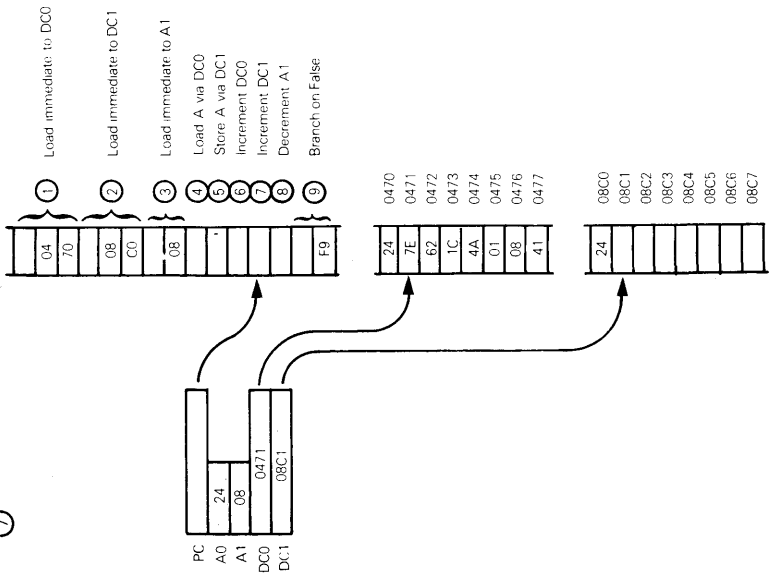 7
04
70
1 Load immediate to DC0
08
C0
2 Load immediate to DC1
08
3 Load immediate to A1
4 Load A via DC0
5 Store A via DC1
6 Increment DC0
7 Increment DC1
8 Decrement A1
F9
9 Branch on False
PC
A0 24
A1 08
DC0 0471
DC1 08C1
24 0470
7E 0471
62 0472
1C 0473
4A 0474
01 0475
08 0476
41 0477
24 08C0
08C1
08C2
08C3
08C4
08C5
08C6
08C7